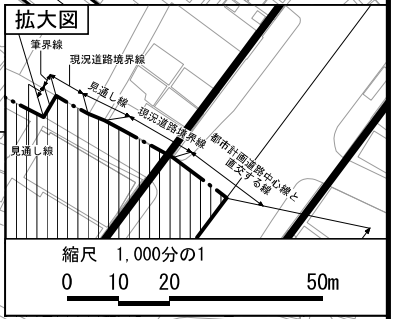 拡大図
筆界線
現況道路境界線
見通し線
現況道路境界線
都市計画道路中心線と
直交する線
見通し線
縮尺 1,000分の1
0 10 20 50m